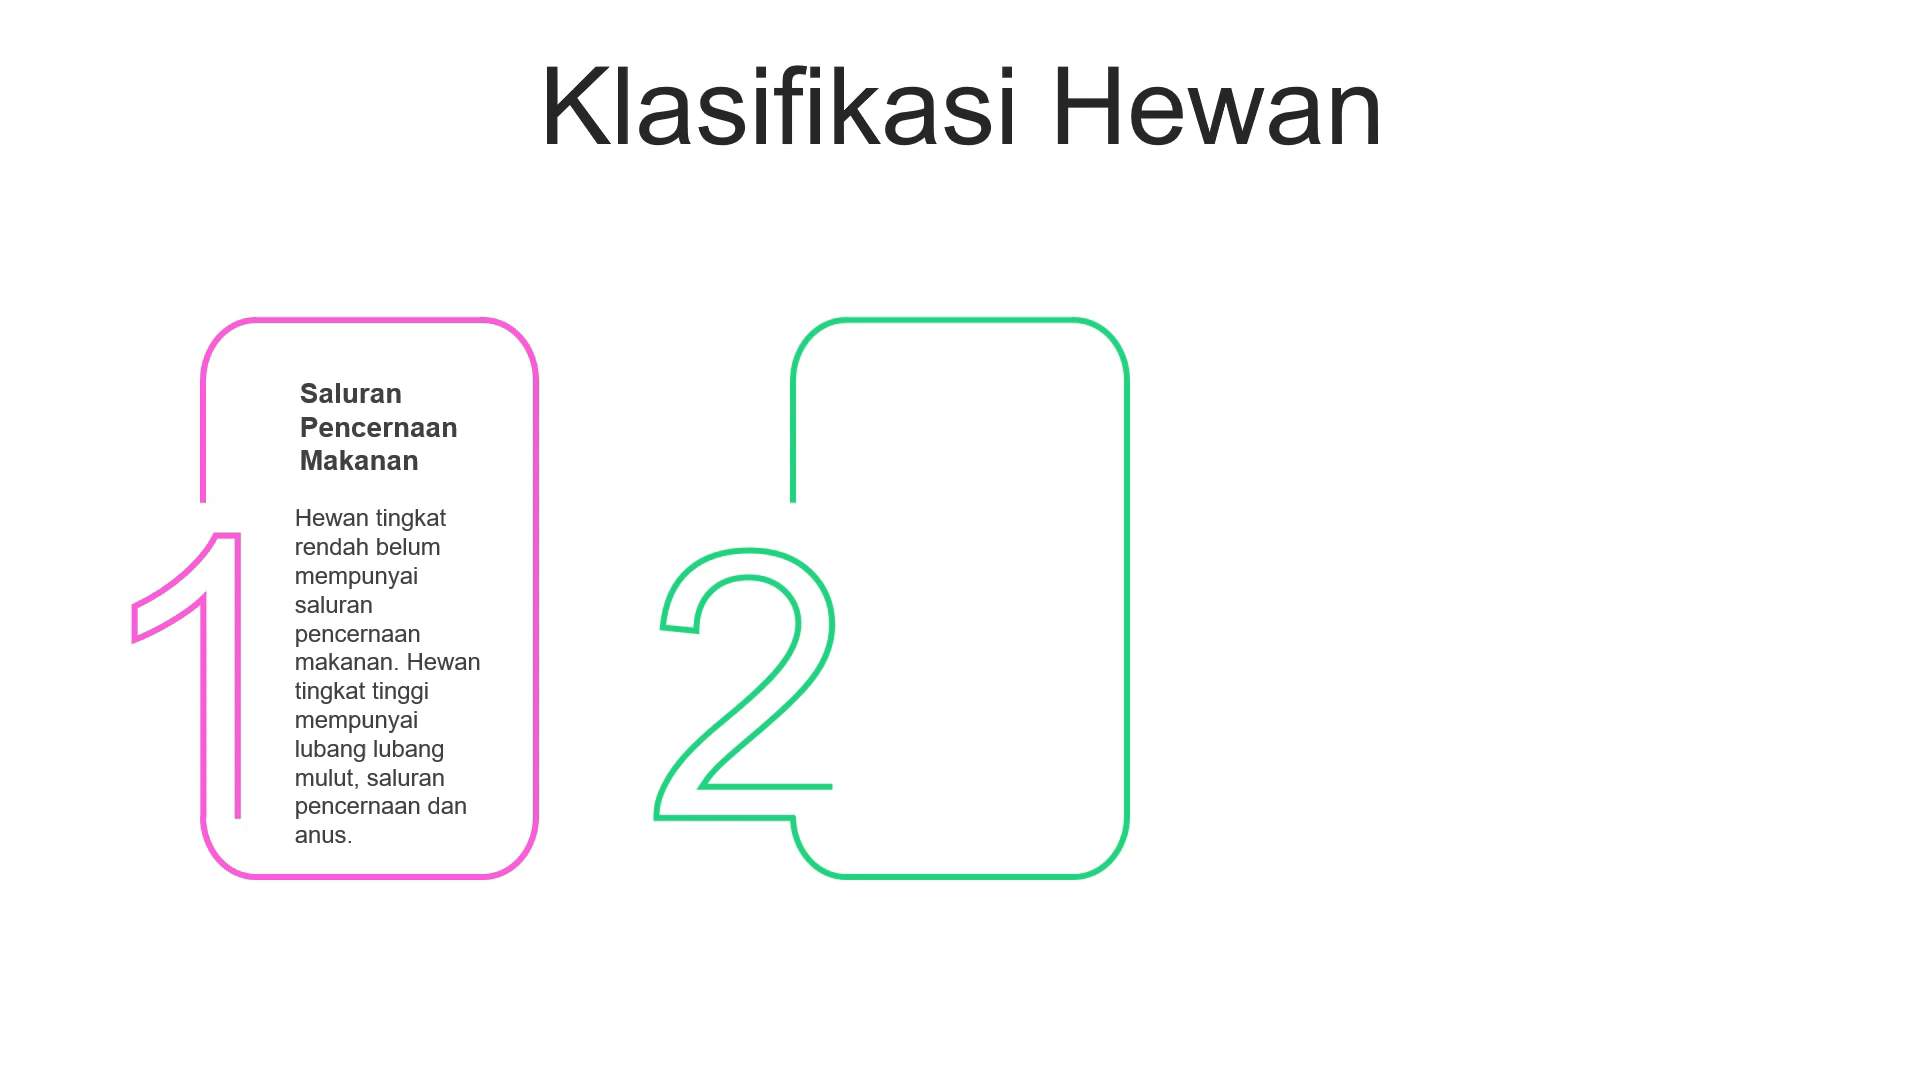 Klasifikasi Hewan
Saluran
Pencernaan
Makanan
Hewan tingkat
rendah belum
mempunyai
saluran
pencernaan
makanan. Hewan
tingkat tinggi
mempunyai
lubang lubang
mulut, saluran
pencernaan dan
anus.
1
2